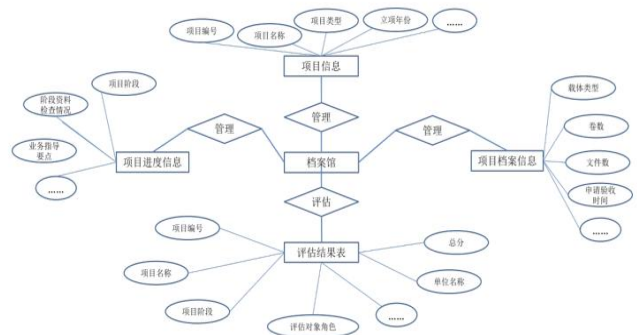 项目类型
立项年份
项目编号
项目名称
......
项目信息
项目阶段
载体类型
阶段资料
检查情况
管理
管理
管理
卷数
业务指导
要点
项目进度信息
档案馆
项目档案信息
文件数
......
申请验收
时间
评估
......
项目编号
总分
评估结果表
项目名称
单位名称
项目阶段
......
评估对象角色